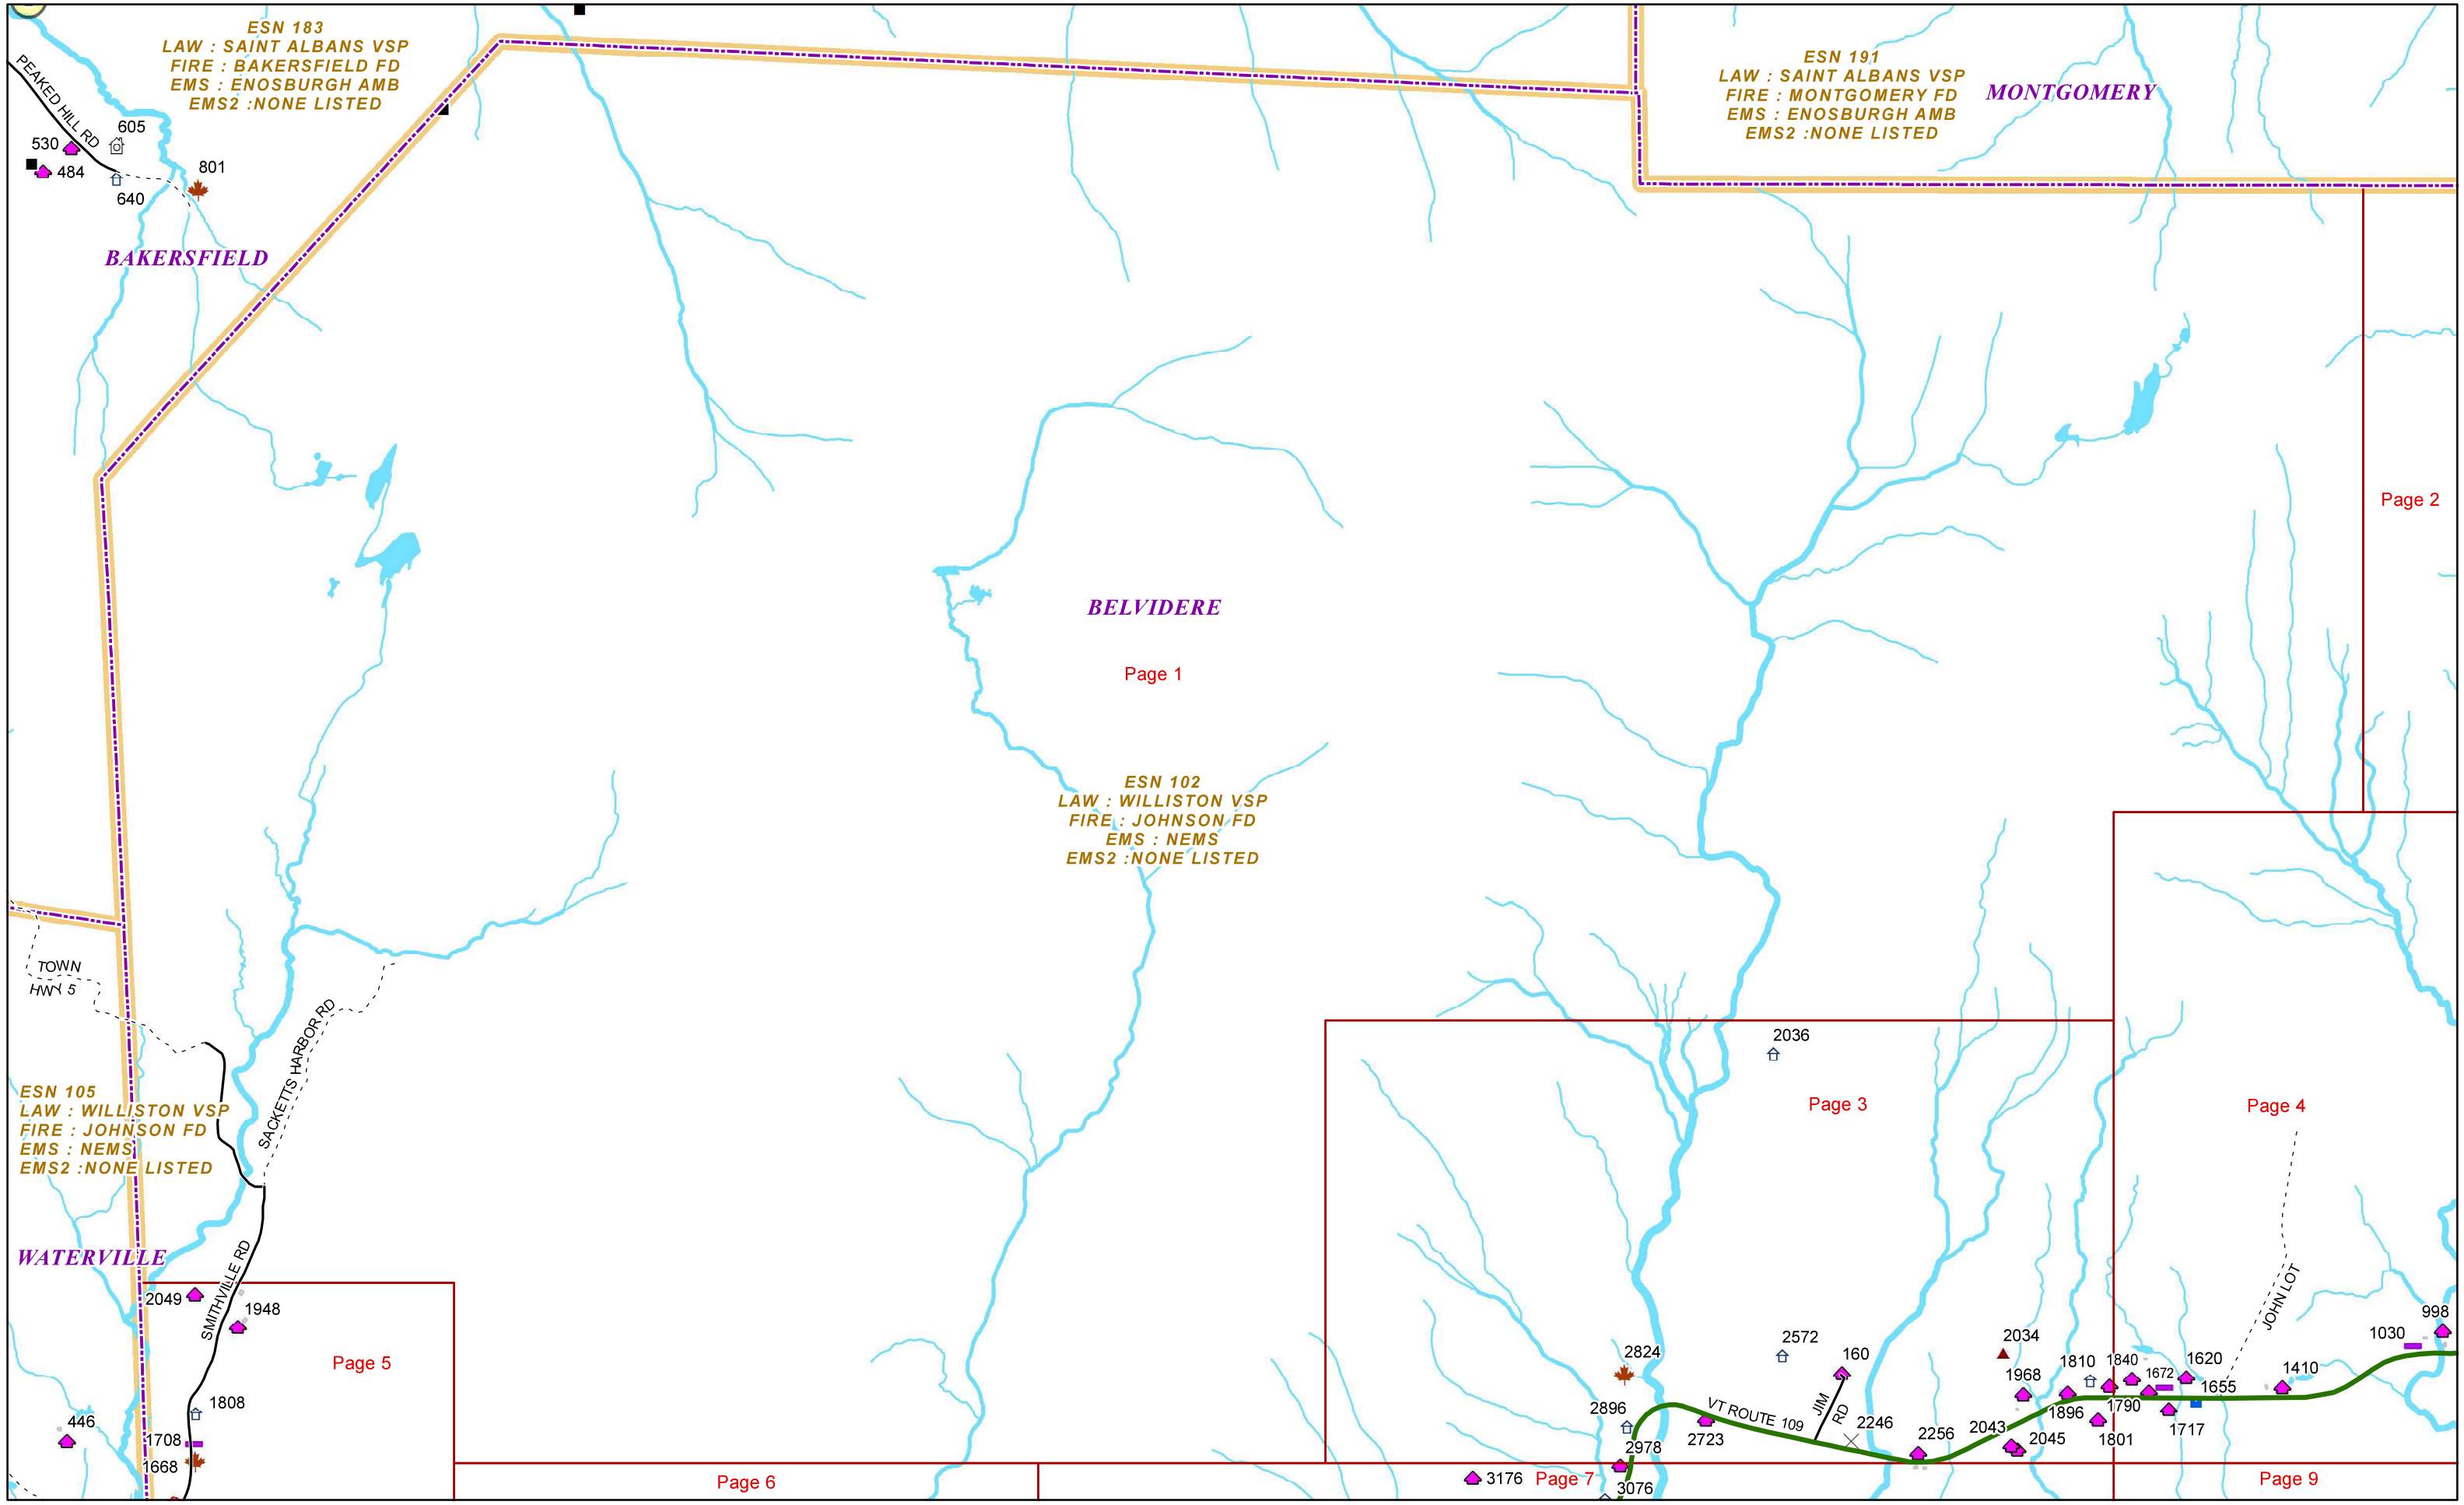 ESN 183
LAW : SAINT ALBANS VSP
FIRE : BAKERSFIELD FD
EMS : ENOSBURGH AMB
EMS2 :NONE LISTED
ESN 191
LAW : SAINT ALBANS VSP
FIRE : MONTGOMERY FD
EMS : ENOSBURGH AMB
EMS2 :NONE LISTED
MONTGOMERY
PEAKED HILL RD
605
530
484
801
640
BAKERSFIELD
Page 2
BELVIDERE
Page 1
ESN 102
LAW : WILLISTON VSP
FIRE : JOHNSON FD
EMS : NEMS
EMS2 :NONE LISTED
TOWN
HWY 5
SACKETTS HARBOR RD
ESN 105
LAW : WILLISTON VSP
FIRE : JOHNSON FD
EMS : NEMS
EMS2 :NONE LISTED
WATERVILLE
SMITHVILLE RD
2049
1948
Page 5
1808
446
1708
1668
2036
Page 3
Page 4
JOHN LOT
998
1030
2572
160
2034
2824
1810
1840
1672
1620
1410
1968
1655
2896
VT ROUTE 109
JIM
RD
2246
2723
2256
2043
2045
1896
1790
1801
1717
2978
Page 6
3176
Page 7
3076
Page 9